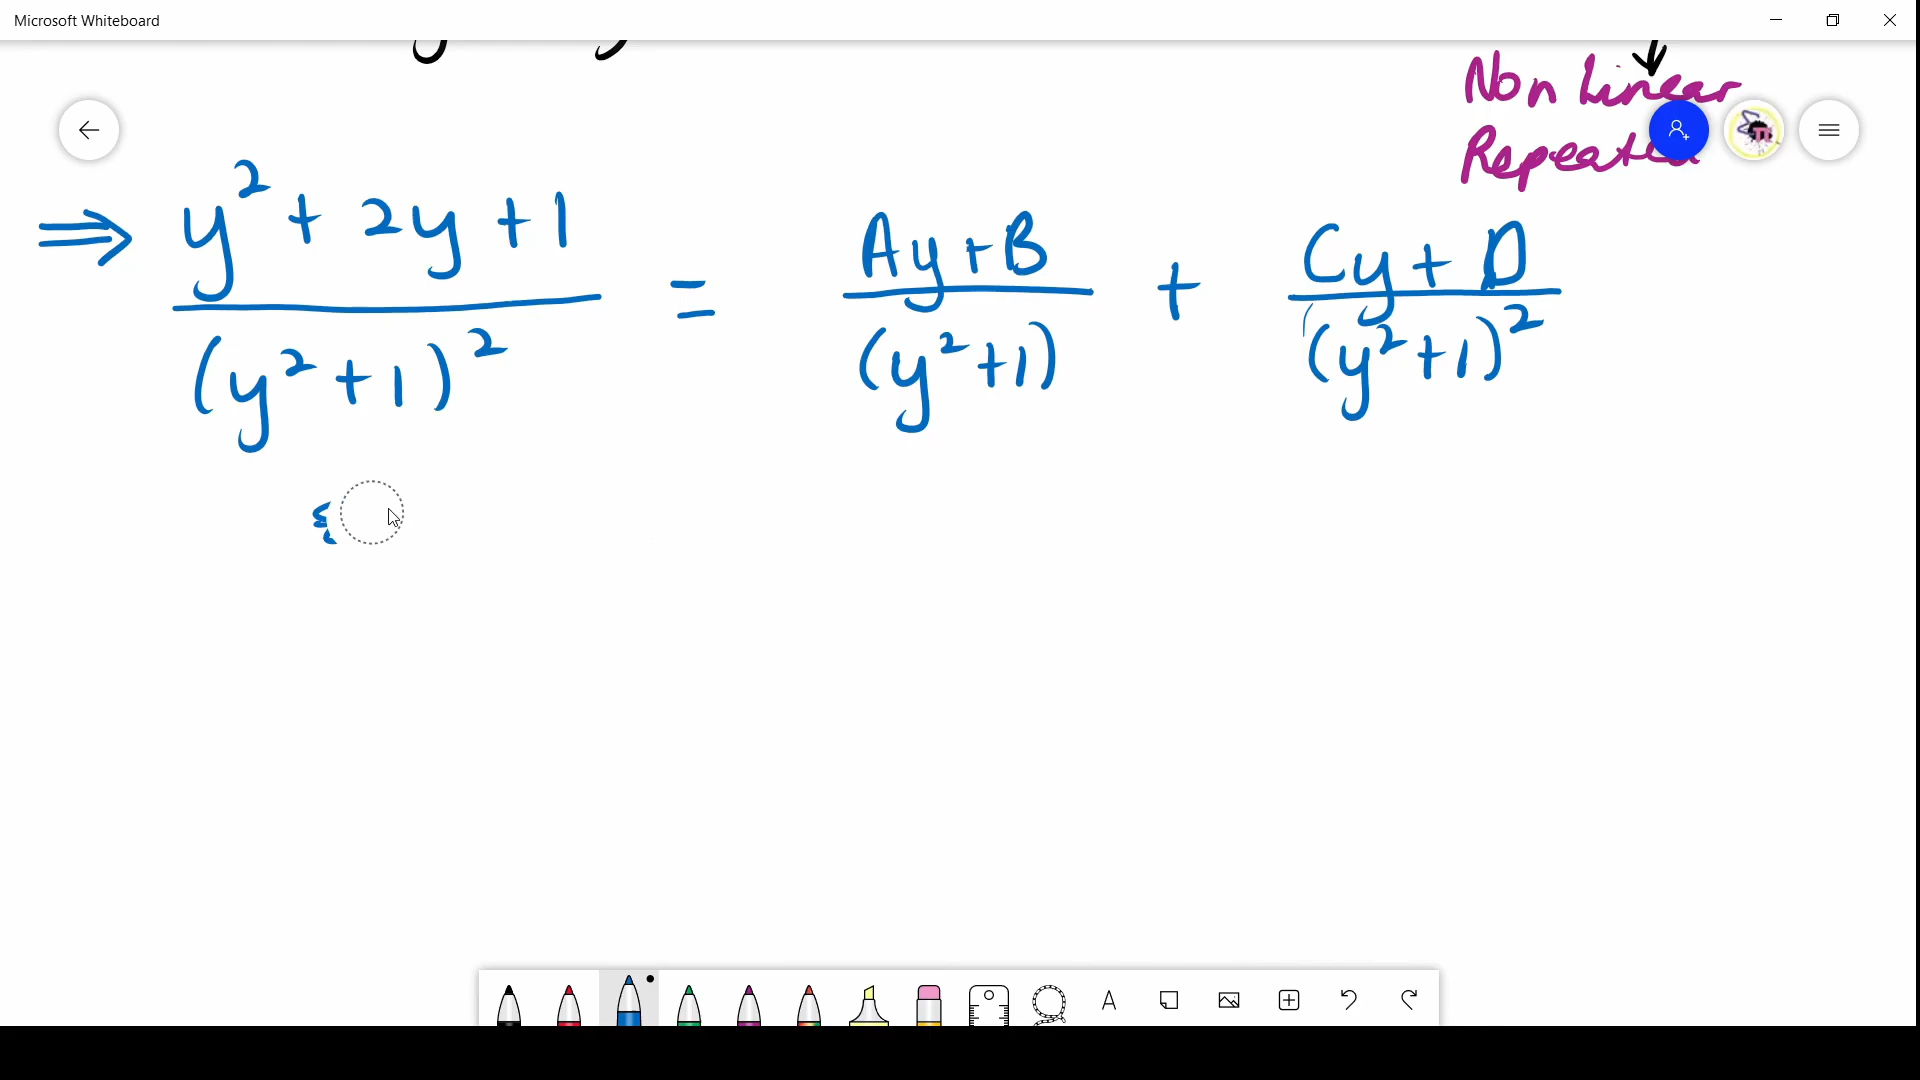 Microsoft Whiteboard
Non Linear
Repeated
⇒ y² + 2y + 1 / (y² + 1)² = Ay + B / (y² + 1) + Cy + D / (y² + 1)²